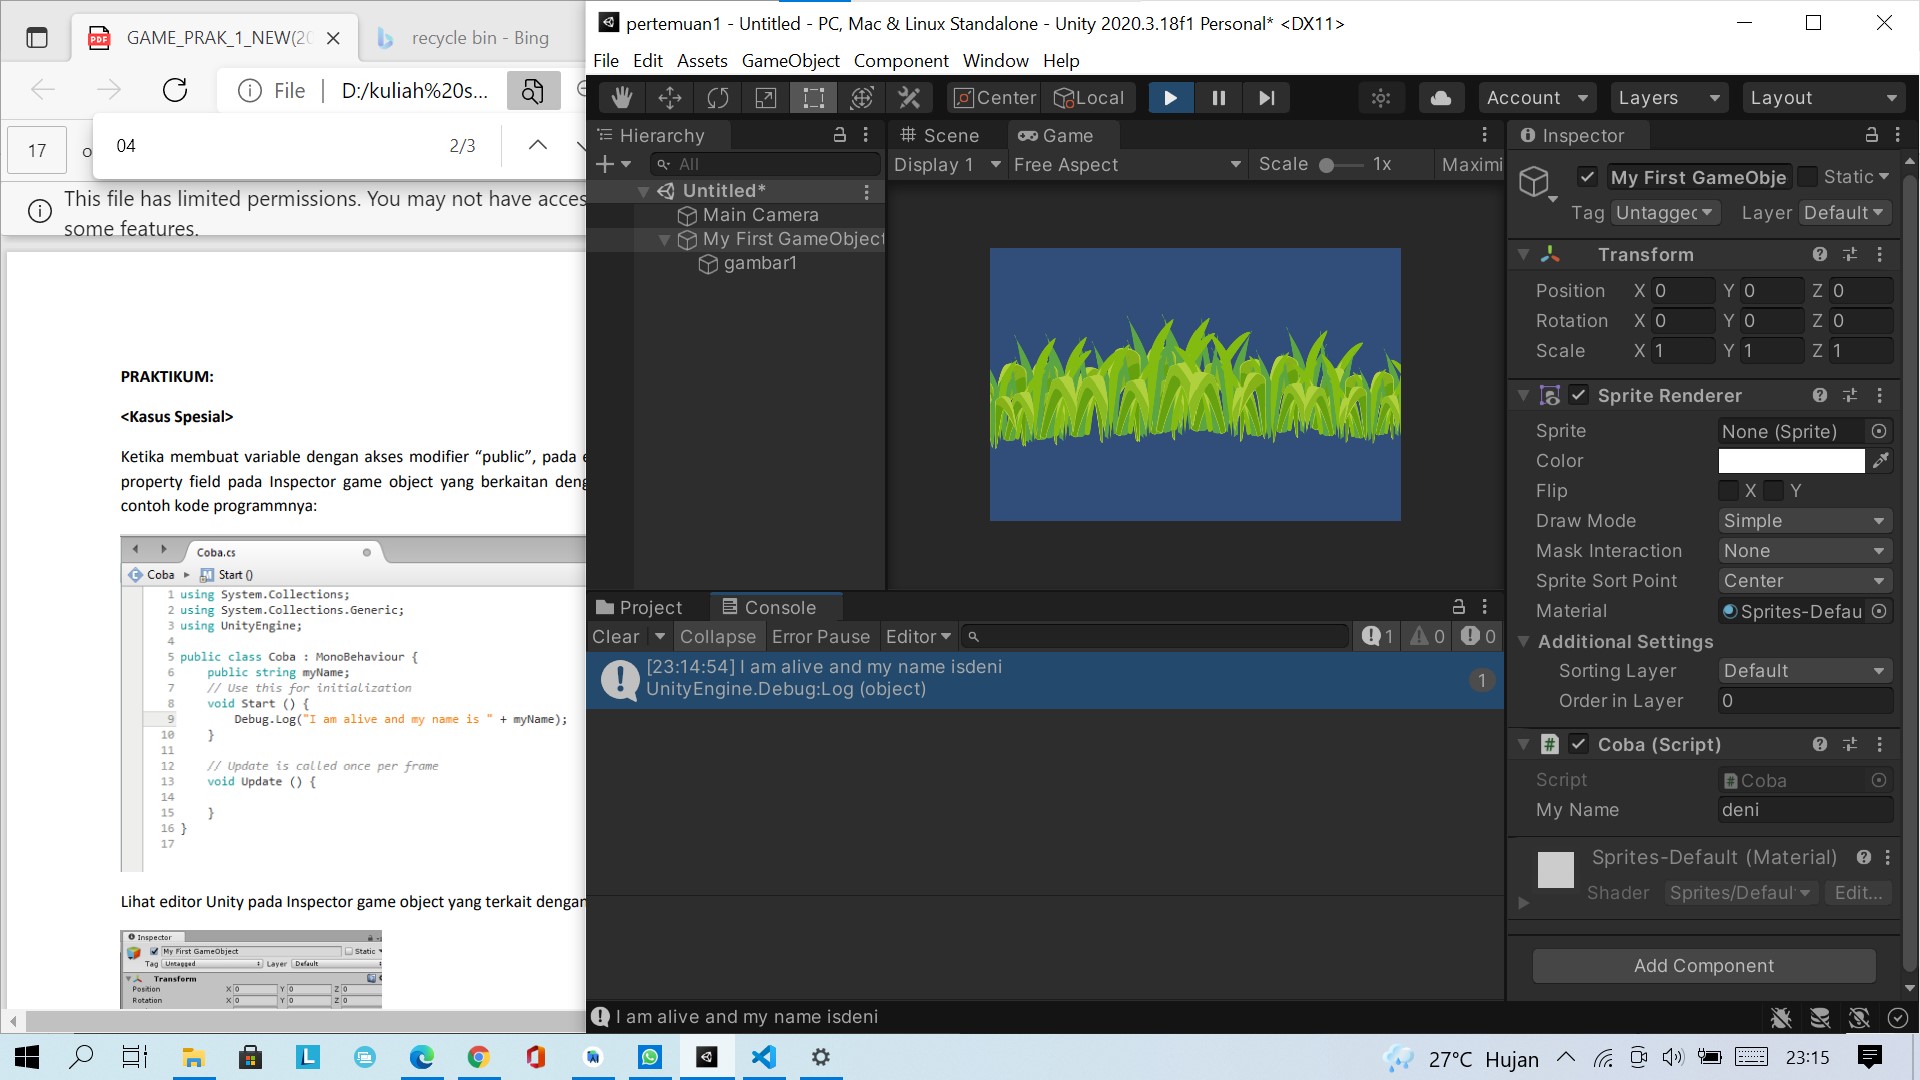 GAME_PRAK_1_NEW(20
recycle bin - Bing
File
D:/kuliah%20s...
17
04
2/3
This file has limited permissions. You may not have acces
some features.
PRAKTIKUM:
<Kasus Spesial>
Ketika membuat variable dengan akses modifier “public”, pada e
property field pada Inspector game object yang berkaitan deng
contoh kode programmnya:
Coba.cs
Coba ▸ Start ()
1 using System.Collections;
2 using System.Collections.Generic;
3 using UnityEngine;
4
5 public class Coba : MonoBehaviour {
6 public string myName;
7 // Use this for initialization
8 void Start () {
9 Debug.Log("I am alive and my name is " + myName);
10 }
11
12 // Update is called once per frame
13 void Update () {
14
15 }
16 }
17
Lihat editor Unity pada Inspector game object yang terkait dengan
Inspector
My First GameObject Static
Tag Untagged Layer Default
Transform
Position X 0 Y 0 Z 0
Rotation X 0 Y 0 Z 0
pertemuan1 - Untitled - PC, Mac & Linux Standalone - Unity 2020.3.18f1 Personal* <DX11>
File Edit Assets GameObject Component Window Help
Center Local Account Layers Layout
Hierarchy
All
Untitled*
Main Camera
My First GameObject
gambar1
Scene Game
Display 1 Free Aspect Scale 1x Maximi
Project Console
Clear Collapse Error Pause Editor 1 0 0
[23:14:54] I am alive and my name isdeni
UnityEngine.Debug:Log (object)
1
I am alive and my name isdeni
Inspector
My First GameObje Static
Tag Untagged Layer Default
Transform
Position X 0 Y 0 Z 0
Rotation X 0 Y 0 Z 0
Scale X 1 Y 1 Z 1
Sprite Renderer
Sprite None (Sprite)
Color
Flip X Y
Draw Mode Simple
Mask Interaction None
Sprite Sort Point Center
Material Sprites-Defau
Additional Settings
Sorting Layer Default
Order in Layer 0
Coba (Script)
Script Coba
My Name deni
Sprites-Default (Material)
Shader Sprites/Defaul Edit...
Add Component
27°C Hujan 23:15